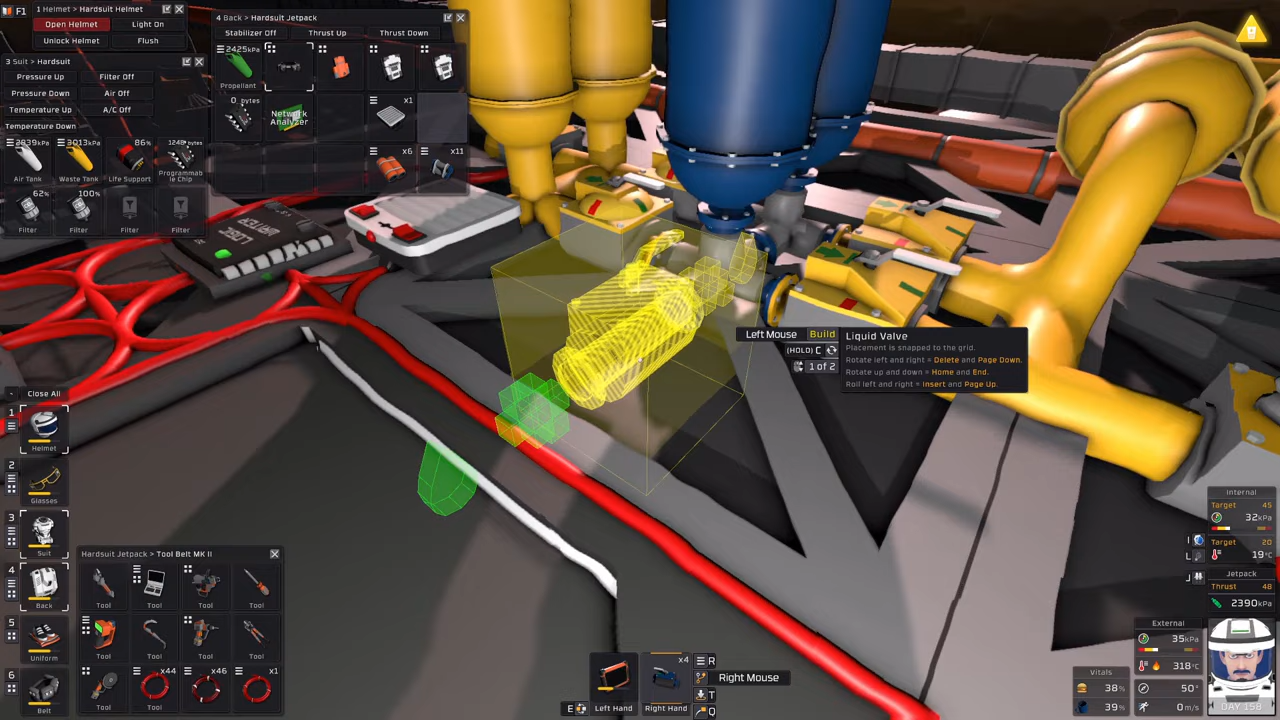 F1
1 Helmet > Hardsuit Helmet
Open Helmet
Light On
Unlock Helmet
Flush
3 Suit > Hardsuit
Pressure Up
Filter Off
Pressure Down
Air Off
Temperature Up
A/C Off
Temperature Down
2839kPa
3013kPa
86%
1248 bytes
Air Tank
Waste Tank
Life Support
Programmab
le Chip
62%
100%
Filter
Filter
Filter
Filter
4 Back > Hardsuit Jetpack
Stabilizer Off
Thrust Up
Thrust Down
2425kPa
Propellant
0 bytes
Network
Analyzer
x1
x6
x11
Left Mouse
Build
(HOLD) C
1 of 2
Liquid Valve
Placement is snapped to the grid.
Rotate left and right = Delete and Page Down.
Rotate up and down = Home and End.
Roll left and right = Insert and Page Up.
- Close All
1
Helmet
2
Glasses
3
Suit
4
Back
5
Uniform
6
Belt
Hardsuit Jetpack > Tool Belt MK II
Tool
Tool
Tool
Tool
Tool
Tool
Tool
Tool
x44
x46
x1
Tool
Tool
Tool
Tool
x4
R
G
T
Q
E
Left Hand
Right Hand
Right Mouse
Internal
Target 45
32kPa
Target 20
19°C
I
L
J
Jetpack
Thrust 48
2390kPa
External
35kPa
318°C
50°
0m/s
Vitals
38%
39%
DAY 158